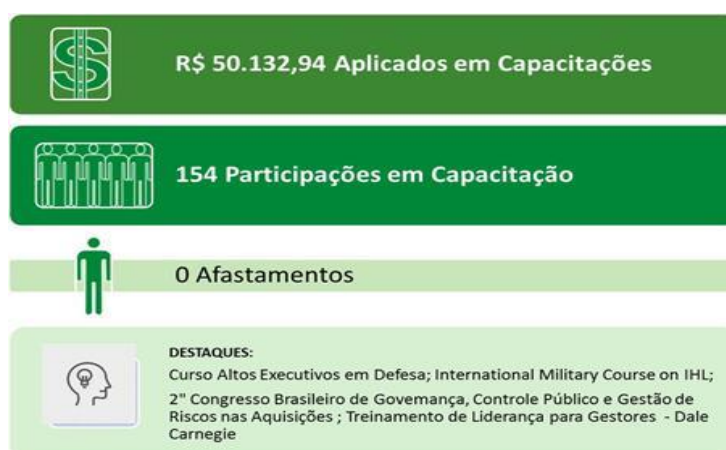 R$ 50.132,94 Aplicados em Capacitações
154 Participações em Capacitação
0 Afastamentos
DESTAQUES:
Curso Altos Executivos em Defesa; International Military Course on IHL;
2" Congresso Brasileiro de Govemança, Controle Público e Gestão de
Riscos nas Aquisições ; Treinamento de Liderança para Gestores - Dale
Carnegie